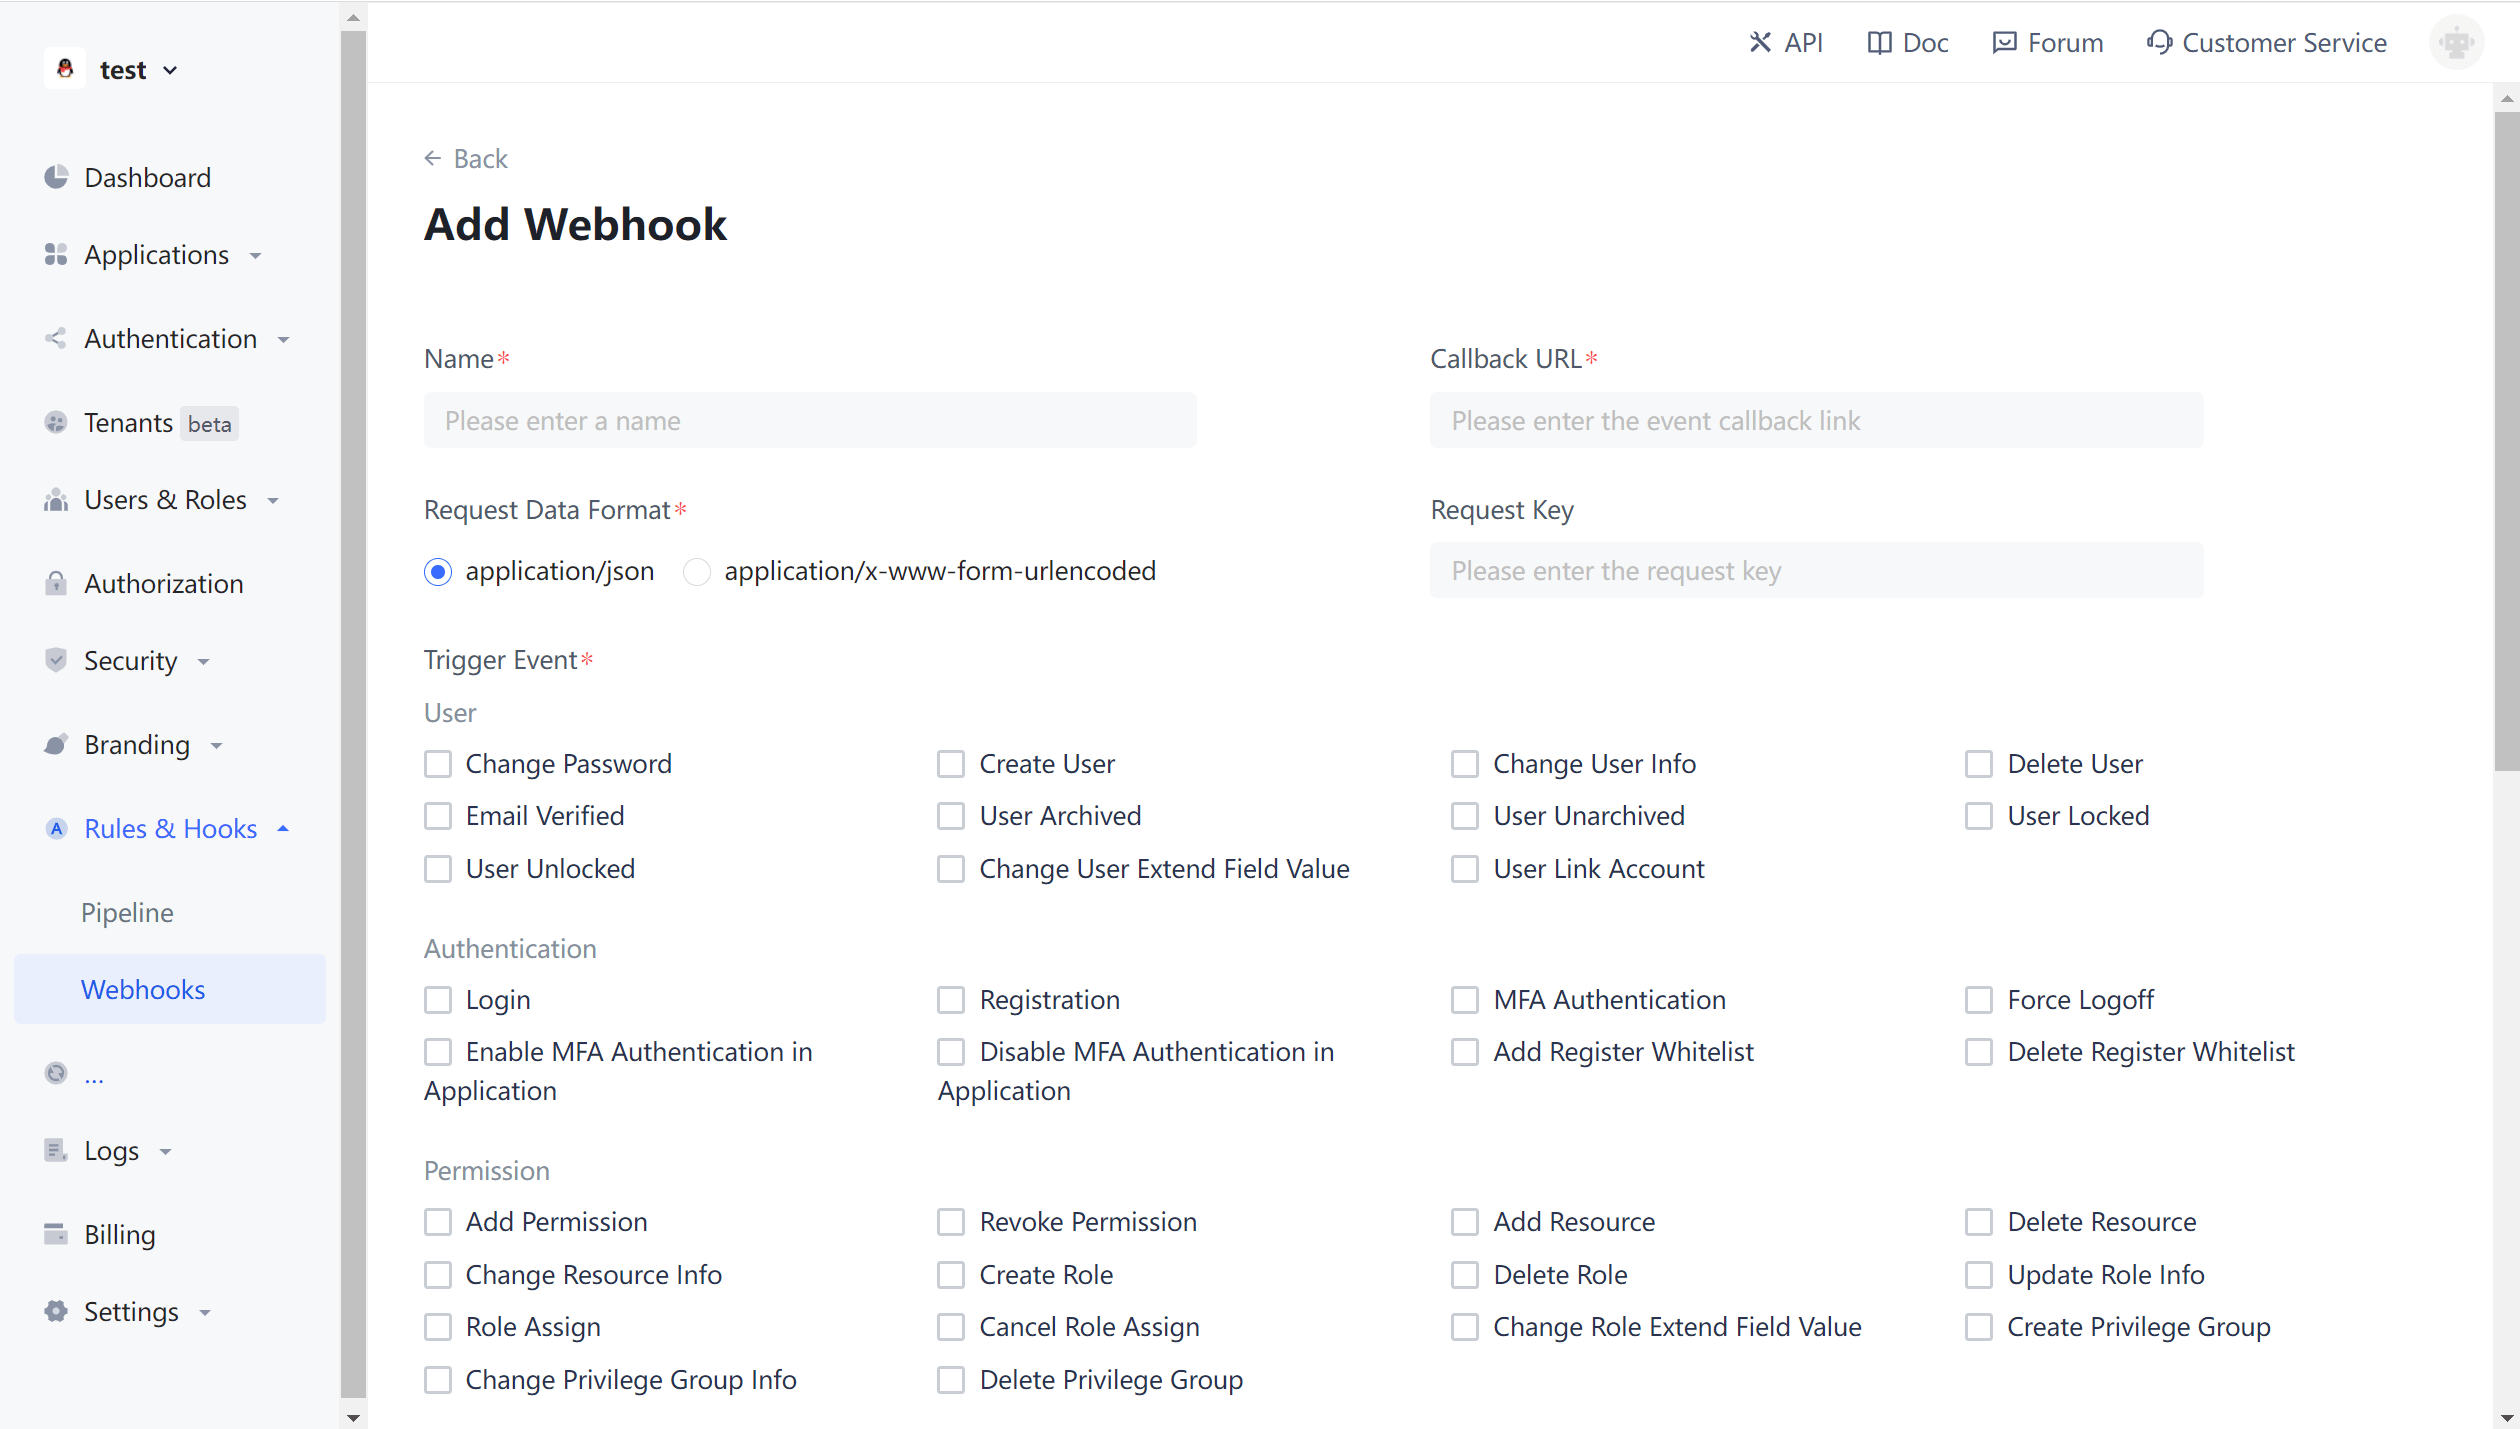 test
API
Doc
Forum
Customer Service
Dashboard
Applications
Authentication
Tenants beta
Users & Roles
Authorization
Security
Branding
Rules & Hooks
Pipeline
Webhooks
...
Logs
Billing
Settings
Back
Add Webhook
Name*
Please enter a name
Callback URL*
Please enter the event callback link
Request Data Format*
application/json
application/x-www-form-urlencoded
Request Key
Please enter the request key
Trigger Event*
User
Change Password
Create User
Change User Info
Delete User
Email Verified
User Archived
User Unarchived
User Locked
User Unlocked
Change User Extend Field Value
User Link Account
Authentication
Login
Registration
MFA Authentication
Force Logoff
Enable MFA Authentication in
Application
Disable MFA Authentication in
Application
Add Register Whitelist
Delete Register Whitelist
Permission
Add Permission
Revoke Permission
Add Resource
Delete Resource
Change Resource Info
Create Role
Delete Role
Update Role Info
Role Assign
Cancel Role Assign
Change Role Extend Field Value
Create Privilege Group
Change Privilege Group Info
Delete Privilege Group